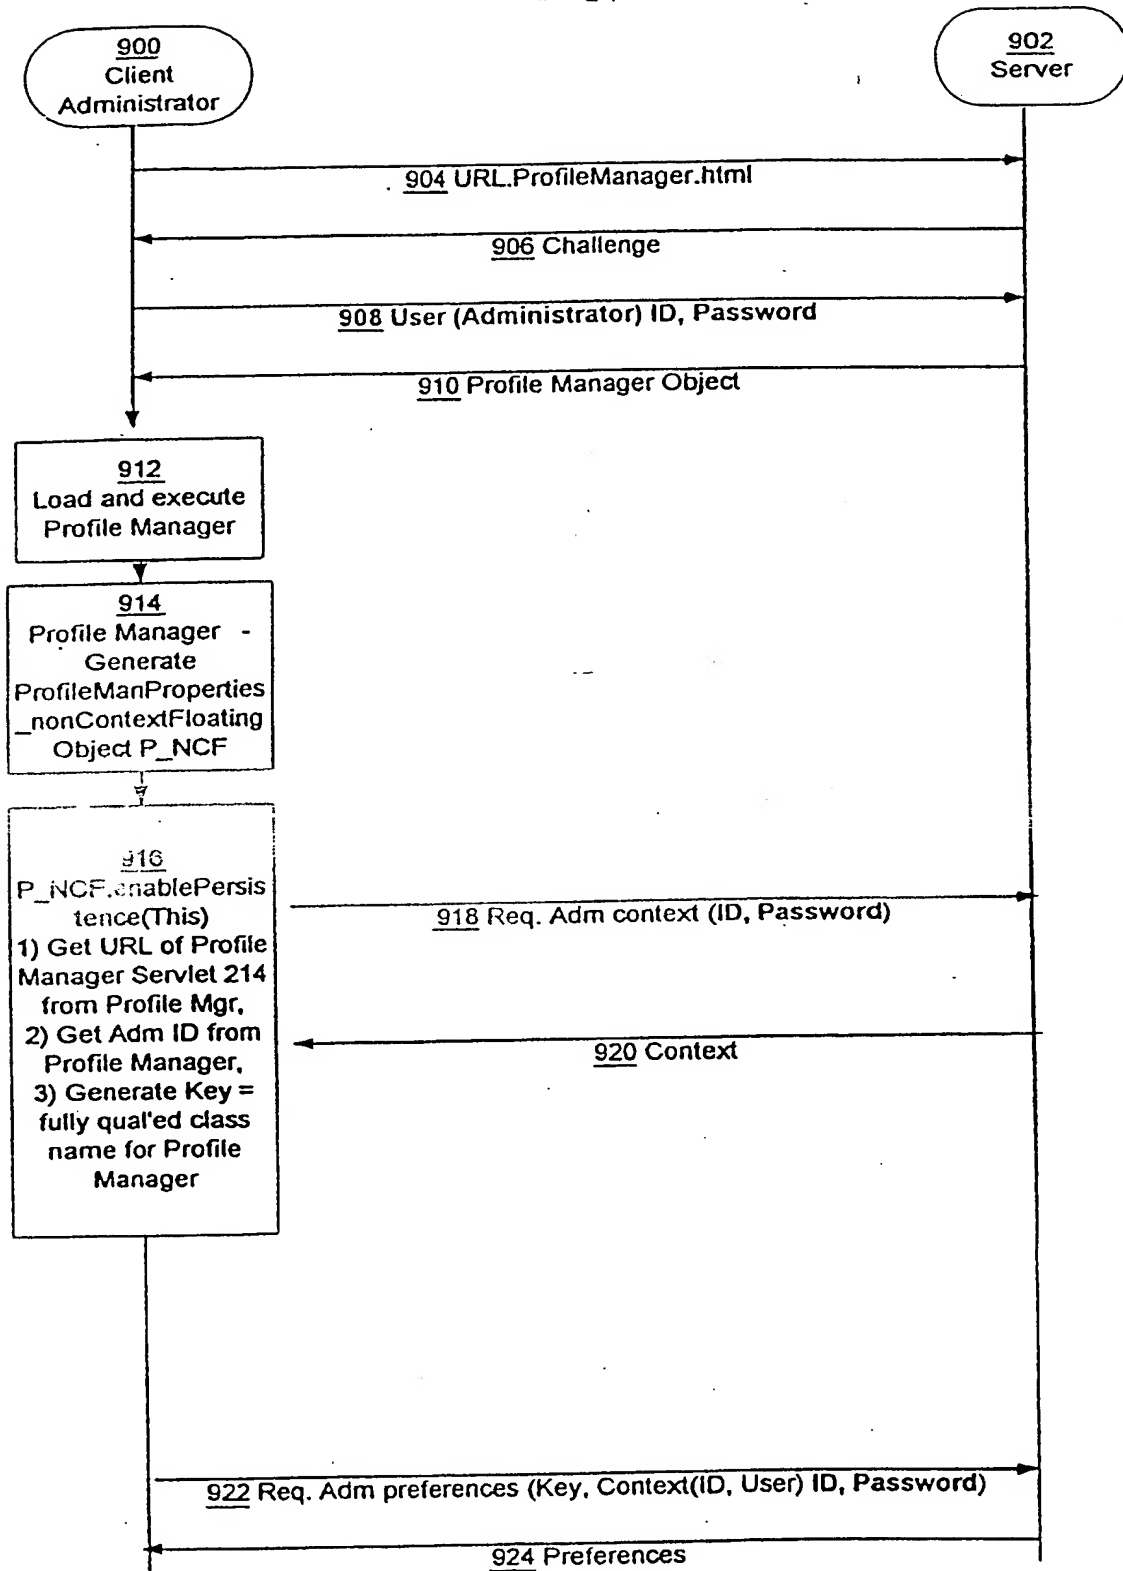 900
Client
Administrator
902
Server
904 URL.ProfileManager.html
906 Challenge
908 User (Administrator) ID, Password
910 Profile Manager Object
912
Load and execute
Profile Manager
914
Profile Manager -
Generate
ProfileManProperties
_nonContextFloating
Object P_NCF
916
P_NCF.enablePersis
tence(This)
1) Get URL of Profile
Manager Servlet 214
from Profile Mgr,
2) Get Adm ID from
Profile Manager,
3) Generate Key =
fully qual'ed class
name for Profile
Manager
918 Req. Adm context (ID, Password)
920 Context
922 Req. Adm preferences (Key, Context(ID, User) ID, Password)
924 Preferences